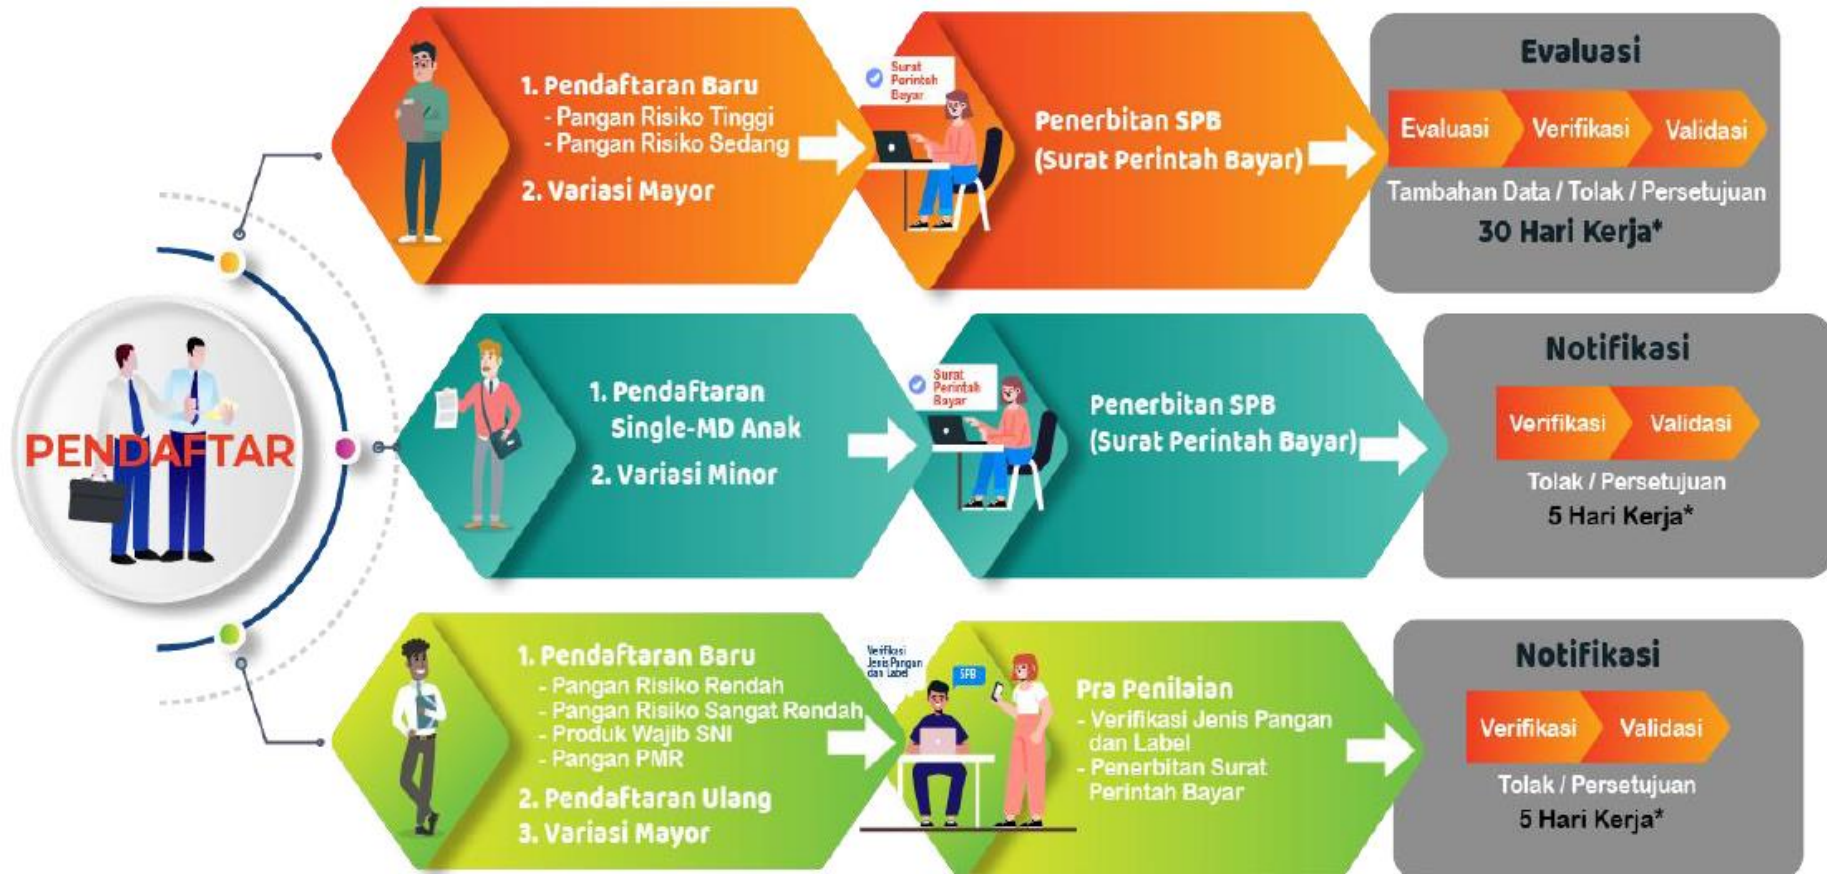 PENDAFTAR
1. Pendaftaran Baru
- Pangan Risiko Tinggi
- Pangan Risiko Sedang
2. Variasi Mayor
Surat
Perintah
Bayar
Penerbitan SPB
(Surat Perintah Bayar)
Evaluasi
Evaluasi
Verifikasi
Validasi
Tambahan Data / Tolak / Persetujuan
30 Hari Kerja*
1. Pendaftaran
Single-MD Anak
2. Variasi Minor
Surat
Perintah
Bayar
Penerbitan SPB
(Surat Perintah Bayar)
Notifikasi
Verifikasi
Validasi
Tolak / Persetujuan
5 Hari Kerja*
1. Pendaftaran Baru
- Pangan Risiko Rendah
- Pangan Risiko Sangat Rendah
- Produk Wajib SNI
- Pangan PMR
2. Pendaftaran Ulang
3. Variasi Mayor
Verifikasi
Jenis Pangan
dan Label
SPB
Pra Penilaian
- Verifikasi Jenis Pangan
dan Label
- Penerbitan Surat
Perintah Bayar
Notifikasi
Verifikasi
Validasi
Tolak / Persetujuan
5 Hari Kerja*